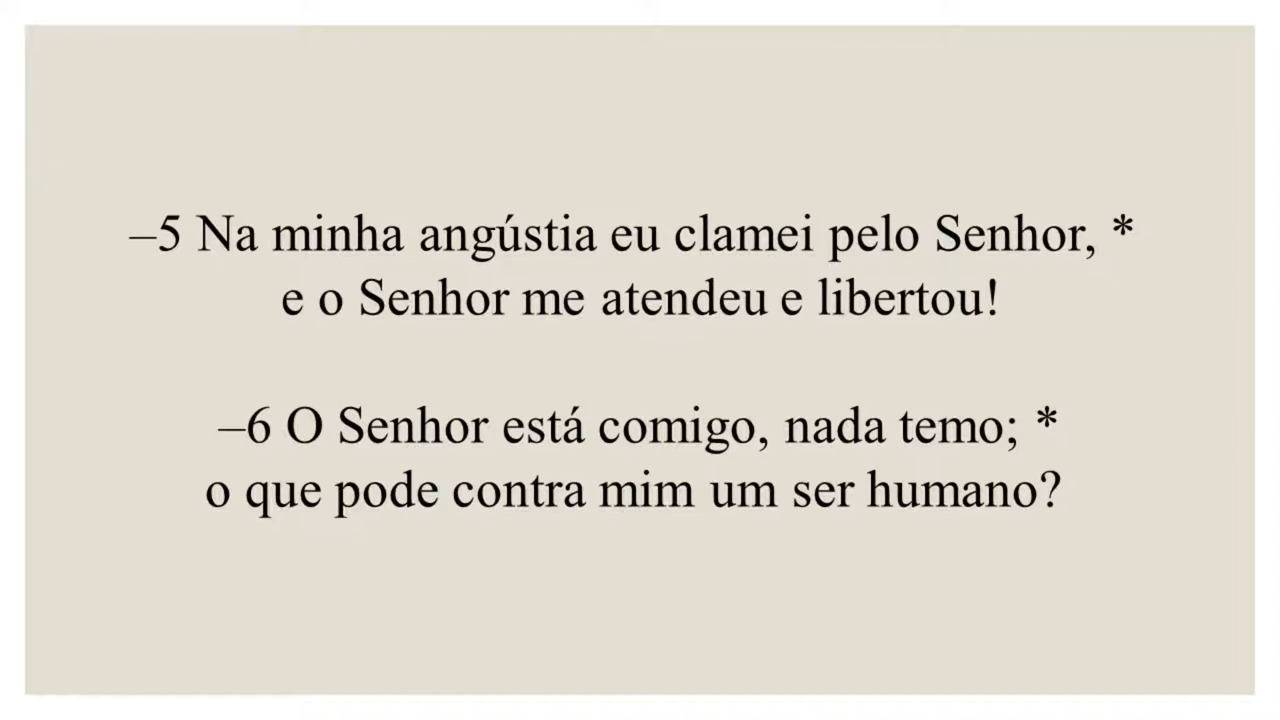 –5 Na minha angústia eu clamei pelo Senhor, *
e o Senhor me atendeu e libertou!
–6 O Senhor está comigo, nada temo; *
o que pode contra mim um ser humano?